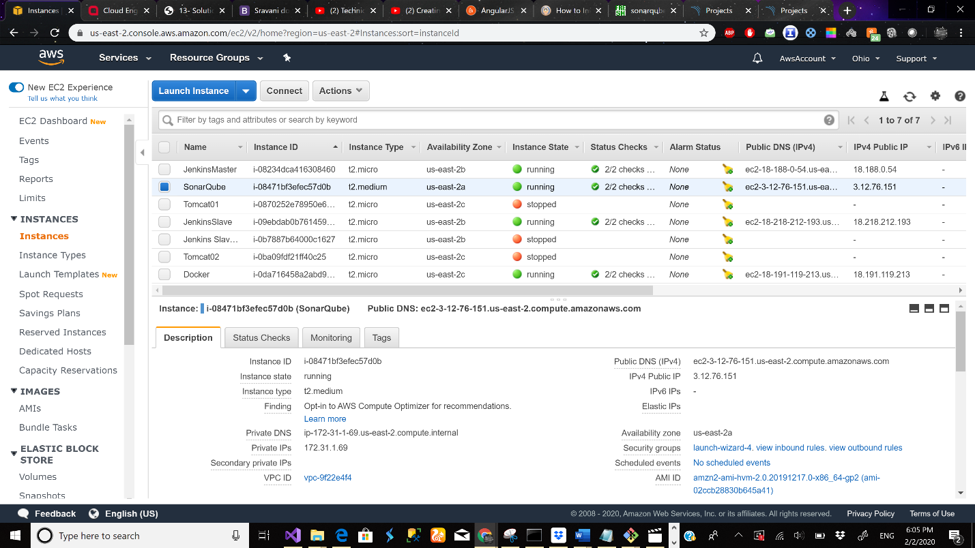 Instances |
Cloud Eng
13- Soluti
Sravani do
(2) Techni
(2) Creatin
AngularJS
How to In
sonarqub
Projects
Projects
us-east-2.console.aws.amazon.com/ec2/v2/home?region=us-east-2#Instances:sort=instanceId
aws
Services
Resource Groups
AwsAccount
Ohio
Support
New EC2 Experience
Tell us what you think
Launch Instance
Connect
Actions
EC2 Dashboard New
Events
Tags
Reports
Limits
INSTANCES
Instances
Instance Types
Launch Templates New
Spot Requests
Savings Plans
Reserved Instances
Dedicated Hosts
Capacity Reservations
IMAGES
AMIs
Bundle Tasks
ELASTIC BLOCK
STORE
Volumes
Snapshots
Filter by tags and attributes or search by keyword
1 to 7 of 7
Name Instance ID Instance Type Availability Zone Instance State Status Checks Alarm Status Public DNS (IPv4) IPv4 Public IP IPv6 I
JenkinsMaster i-08234dca416308460 t2.micro us-east-2b running 2/2 checks ... None ec2-18-188-0-54.us-ea... 18.188.0.54 -
SonarQube i-08471bf3efec57d0b t2.medium us-east-2a running 2/2 checks ... None ec2-3-12-76-151.us-ea... 3.12.76.151 -
Tomcat01 i-0870252e78950e6... t2.micro us-east-2c stopped None - -
JenkinsSlave i-09ebdab0b761459... t2.micro us-east-2c running 2/2 checks ... None ec2-18-218-212-193.us... 18.218.212.193 -
Jenkins Slav... i-0b7887b64000c1627 t2.micro us-east-2c stopped None - -
Tomcat02 i-0ba09fdf21ff40c25 t2.micro us-east-2c stopped None - -
Docker i-0da716458a2abd9... t2.micro us-east-2c running 2/2 checks ... None ec2-18-191-119-213.us... 18.191.119.213 -
Instance: i-08471bf3efec57d0b (SonarQube) Public DNS: ec2-3-12-76-151.us-east-2.compute.amazonaws.com
Description
Status Checks
Monitoring
Tags
Instance ID i-08471bf3efec57d0b
Instance state running
Instance type t2.medium
Finding Opt-in to AWS Compute Optimizer for recommendations.
Learn more
Private DNS ip-172-31-1-69.us-east-2.compute.internal
Private IPs 172.31.1.69
Secondary private IPs
VPC ID vpc-9f22e4f4
Public DNS (IPv4) ec2-3-12-76-151.us-east-2.compute.amazonaws.com
IPv4 Public IP 3.12.76.151
IPv6 IPs -
Elastic IPs
Availability zone us-east-2a
Security groups launch-wizard-4. view inbound rules. view outbound rules
Scheduled events No scheduled events
AMI ID amzn2-ami-hvm-2.0.20191217.0-x86_64-gp2 (ami-
02ccb28830b645a41)
Feedback
English (US)
© 2008 - 2020, Amazon Web Services, Inc. or its affiliates. All rights reserved.
Privacy Policy
Terms of Use
Type here to search
ENG
6:05 PM
2/2/2020